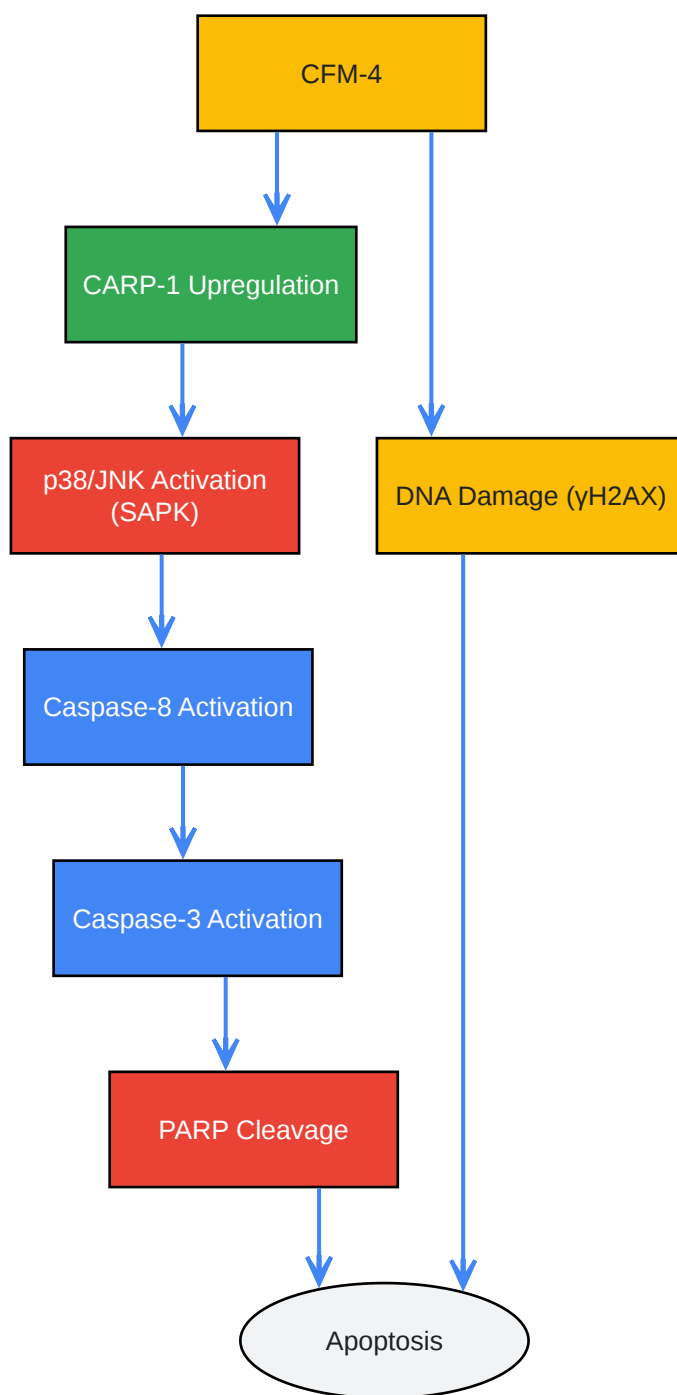 CFM-4
CARP-1 Upregulation
p38/JNK Activation
(SAPK)
DNA Damage (γH2AX)
Caspase-8 Activation
Caspase-3 Activation
PARP Cleavage
Apoptosis